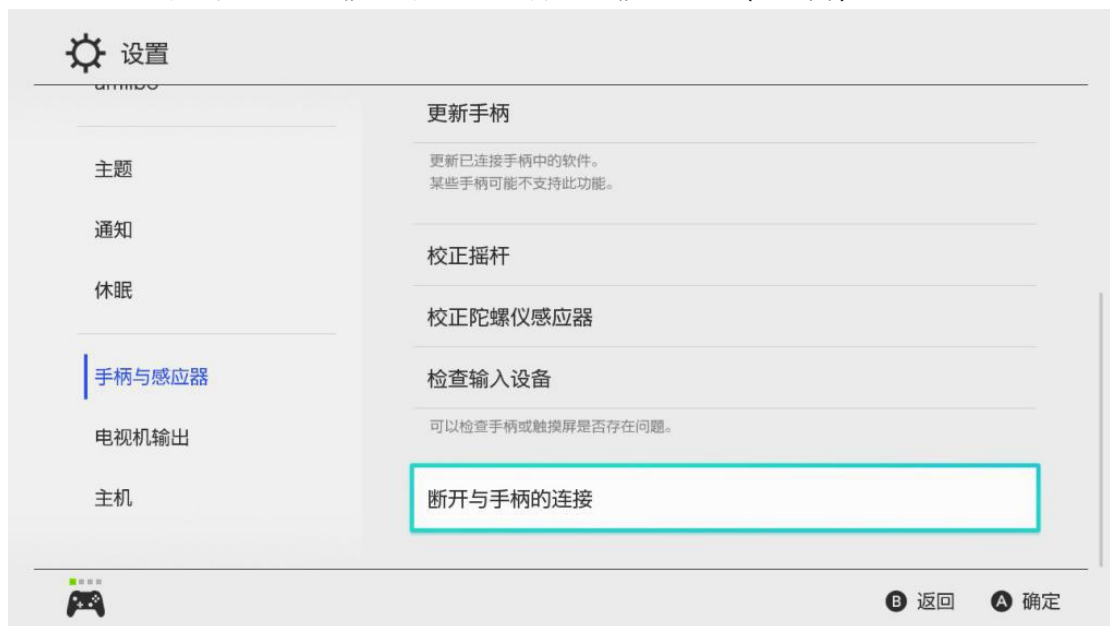 设置
amiibo
主题
通知
休眠
手柄与感应器
电视机输出
主机
更新手柄
更新已连接手柄中的软件。
某些手柄可能不支持此功能。
校正摇杆
校正陀螺仪感应器
检查输入设备
可以检查手柄或触摸屏是否存在问题。
断开与手柄的连接
B 返回 A 确定